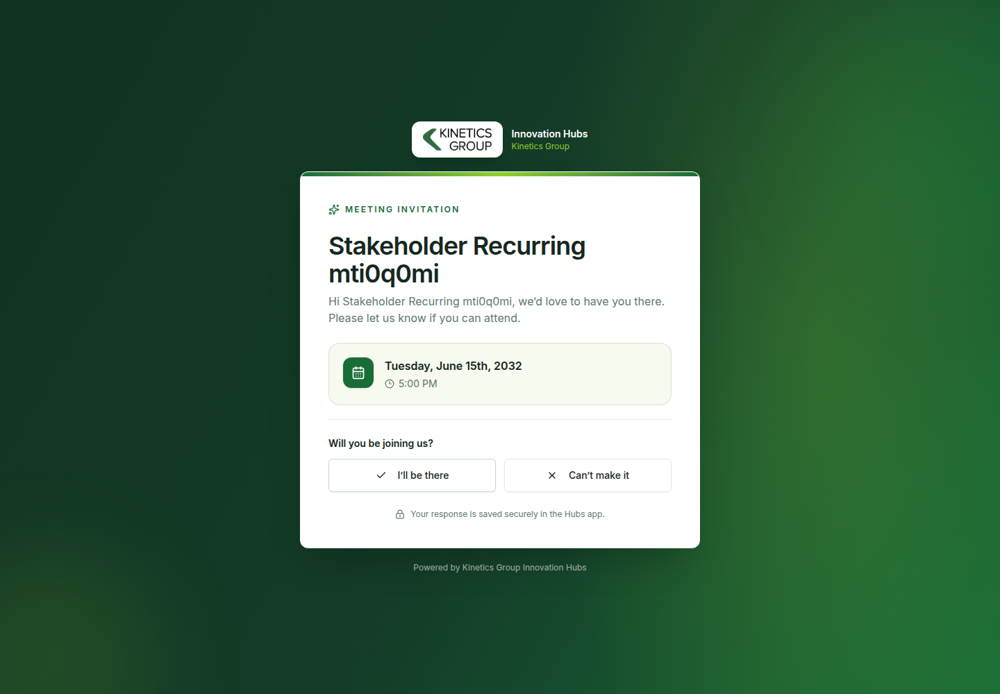 KINETICS
GROUP
Innovation Hubs
Kinetics Group
MEETING INVITATION
Stakeholder Recurring
mti0q0mi
Hi Stakeholder Recurring mti0q0mi, we’d love to have you there.
Please let us know if you can attend.
Tuesday, June 15th, 2032
5:00 PM
Will you be joining us?
I’ll be there
Can’t make it
Your response is saved securely in the Hubs app.
Powered by Kinetics Group Innovation Hubs